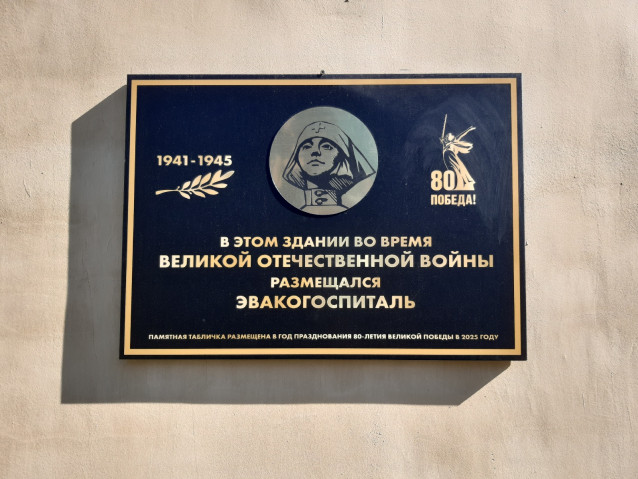 1941-1945
80
ПОБЕДА!
В ЭТОМ ЗДАНИИ ВО ВРЕМЯ
ВЕЛИКОЙ ОТЕЧЕСТВЕННОЙ ВОЙНЫ
РАЗМЕЩАЛСЯ
ЭВАКОГОСПИТАЛЬ
ПАМЯТНАЯ ТАБЛИЧКА РАЗМЕЩЕНА В ГОД ПРАЗДНОВАНИЯ 80-ЛЕТИЯ ВЕЛИКОЙ ПОБЕДЫ В 2025 ГОДУ